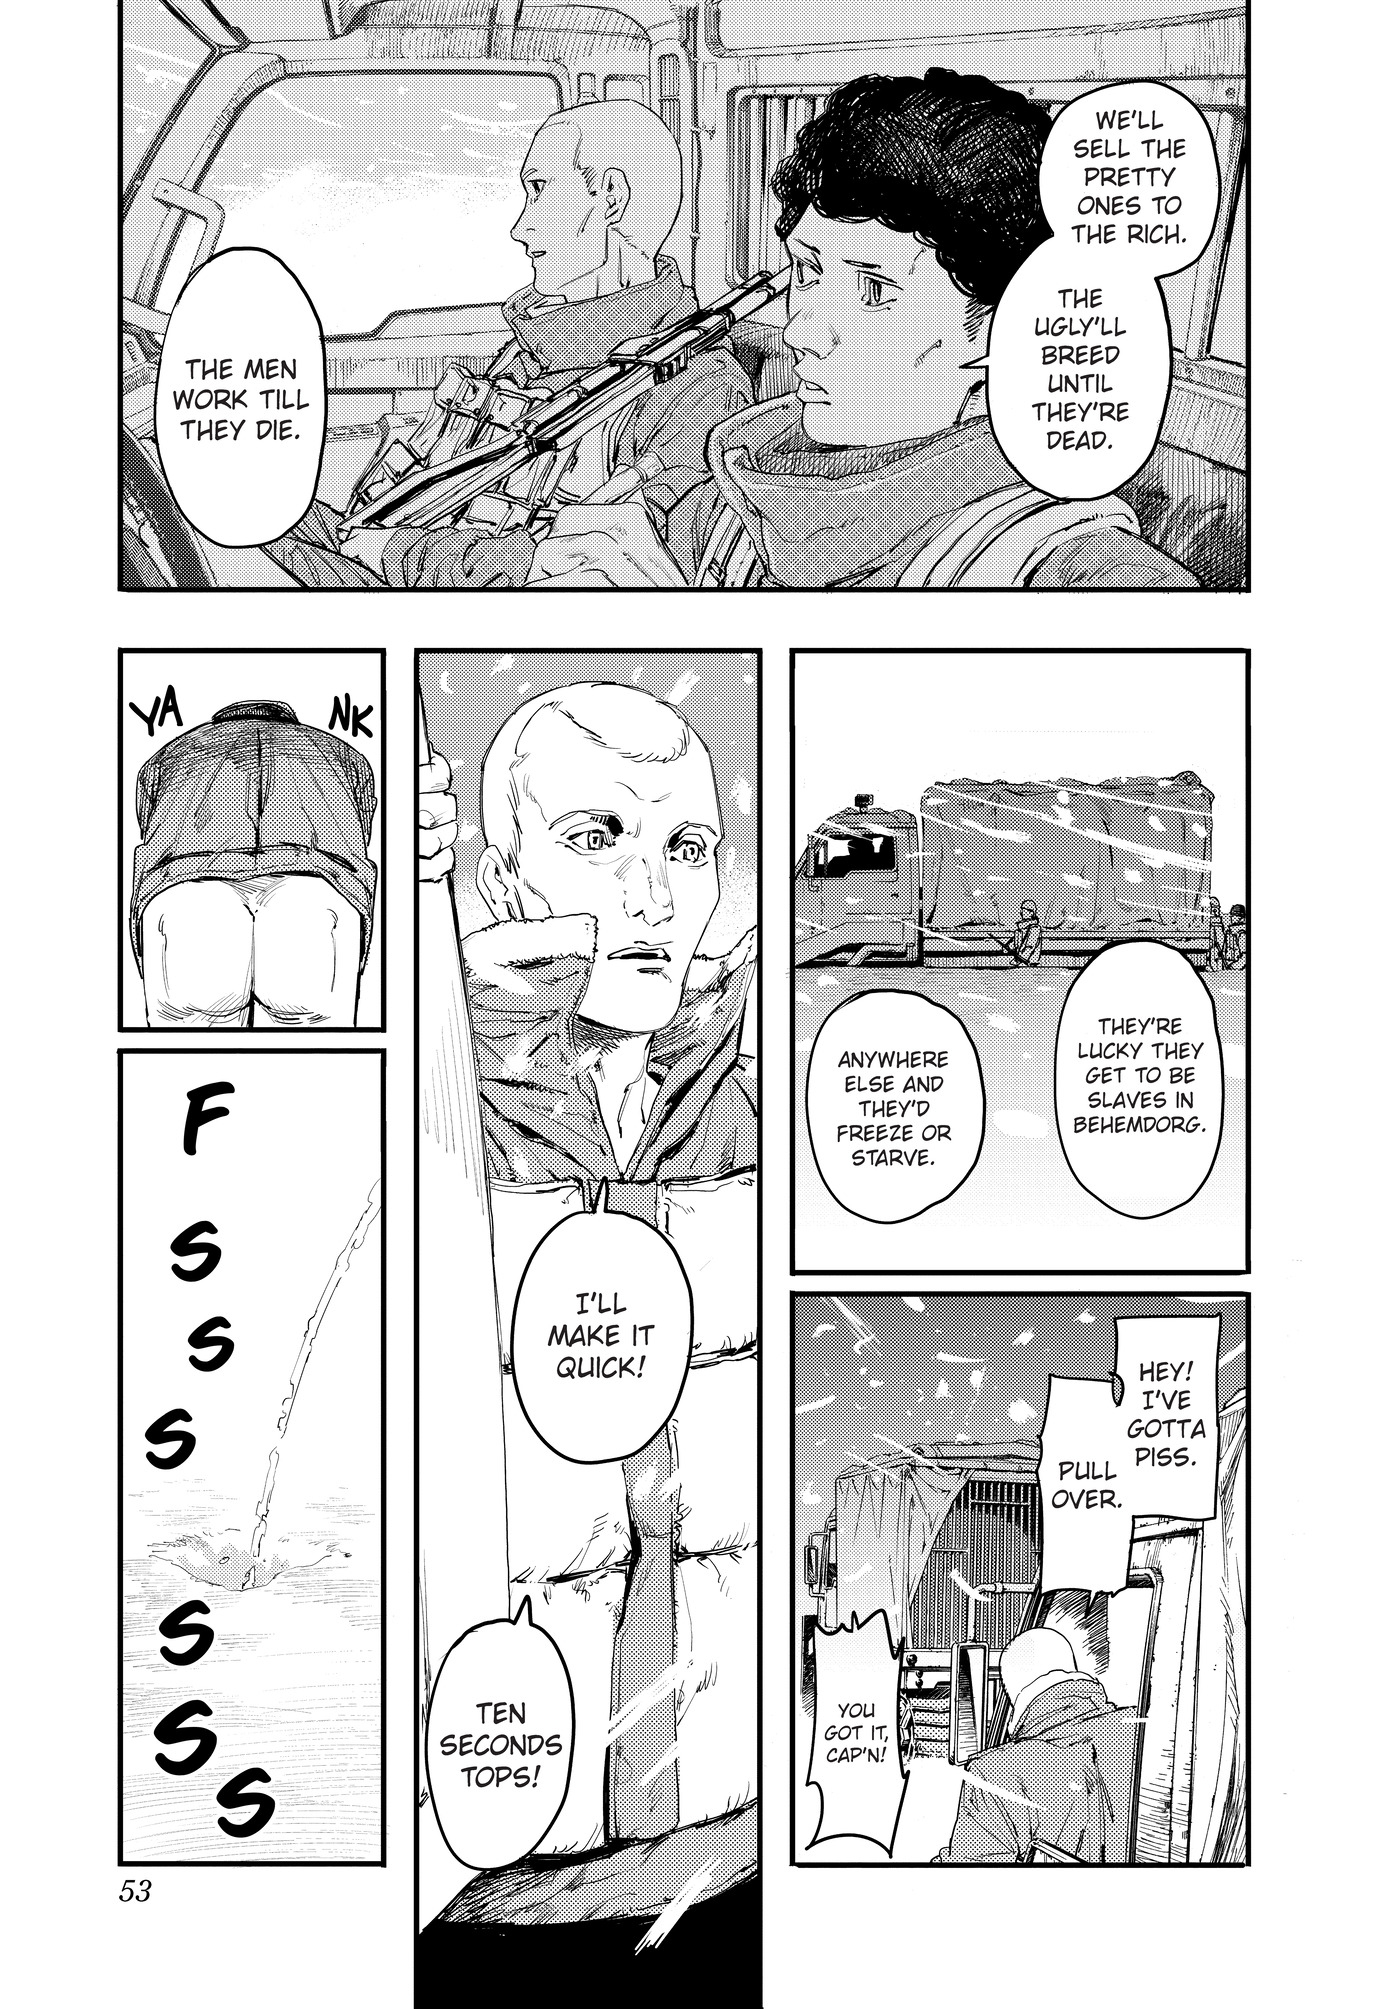 WE'LL
SELL THE
PRETTY
ONES TO
THE RICH.
THE
UGLY'LL
BREED
UNTIL
THEY'RE
DEAD.
THE MEN
WORK TILL
THEY DIE.
THEY'RE
LUCKY THEY
GET TO BE
SLAVES IN
BEHEMDORG.
ANYWHERE
ELSE AND
THEY'D
FREEZE OR
STARVE.
HEY!
I'VE
GOTTA
PISS.
PULL
OVER.
YOU
GOT IT,
CAP'N!
I'LL
MAKE IT
QUICK!
TEN
SECONDS
TOPS!
YA NK
F
S
S
S
S
S
S
53